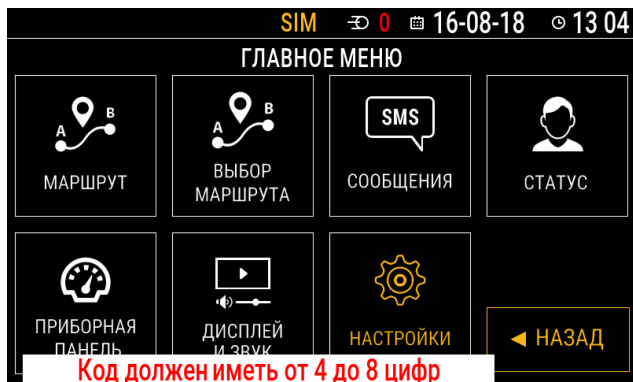 SIM 0 16-08-18 13 04
ГЛАВНОЕ МЕНЮ
A B
МАРШРУТ
A B
ВЫБОР
МАРШРУТА
SMS
СООБЩЕНИЯ
СТАТУС
ПРИБОРНАЯ
ПАНЕЛЬ
ДИСПЛЕЙ
И ЗВУК
НАСТРОЙКИ
НАЗАД
Код должен иметь от 4 до 8 цифр